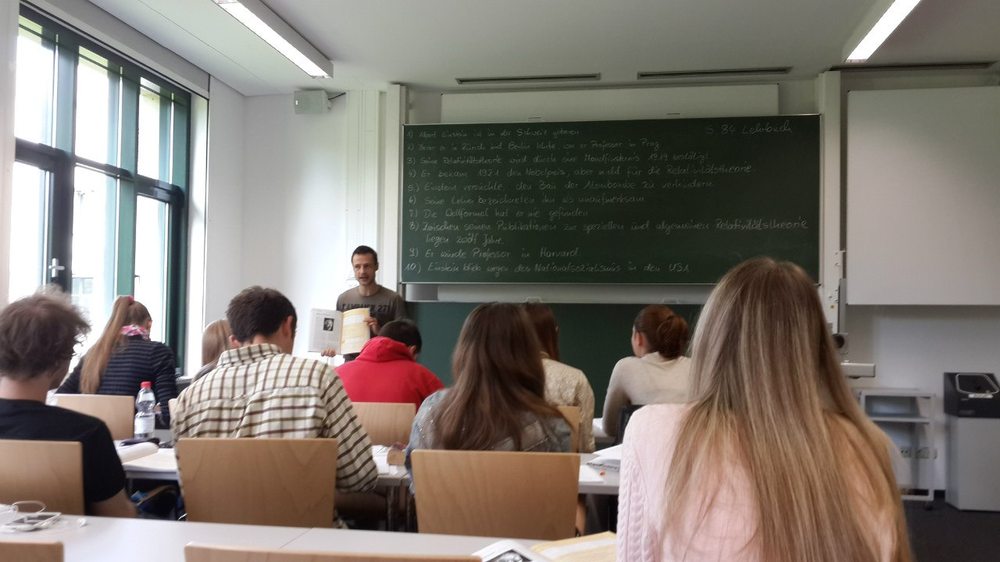 S. 84 Lehrbuch
1) Albert Einstein ist in der Schweiz geboren
2) Bevor er in Zürich und Berlin lehrte, war er Professor in Prag
3) Seine Relativitätstheorie wird durch eine Mondfinsternis 1919 bestätigt
4) Er bekam 1921 den Nobelpreis, aber nicht für die Relativitätstheorie.
5.) Einstein versuchte den Bau der Atombombe zu verhindern.
6) Seine Lehrer bezeichneten ihn als unaufmerksam
7) Die Weltformel hat er nie gefunden
8) Zwischen seinen Publikationen zur speziellen und allgemeinen Relativitätstheorie
liegen zwölf Jahre.
9) Er wurde Professor in Harvard
10) Einstein blieb wegen des Nationalsozialismus in den USA